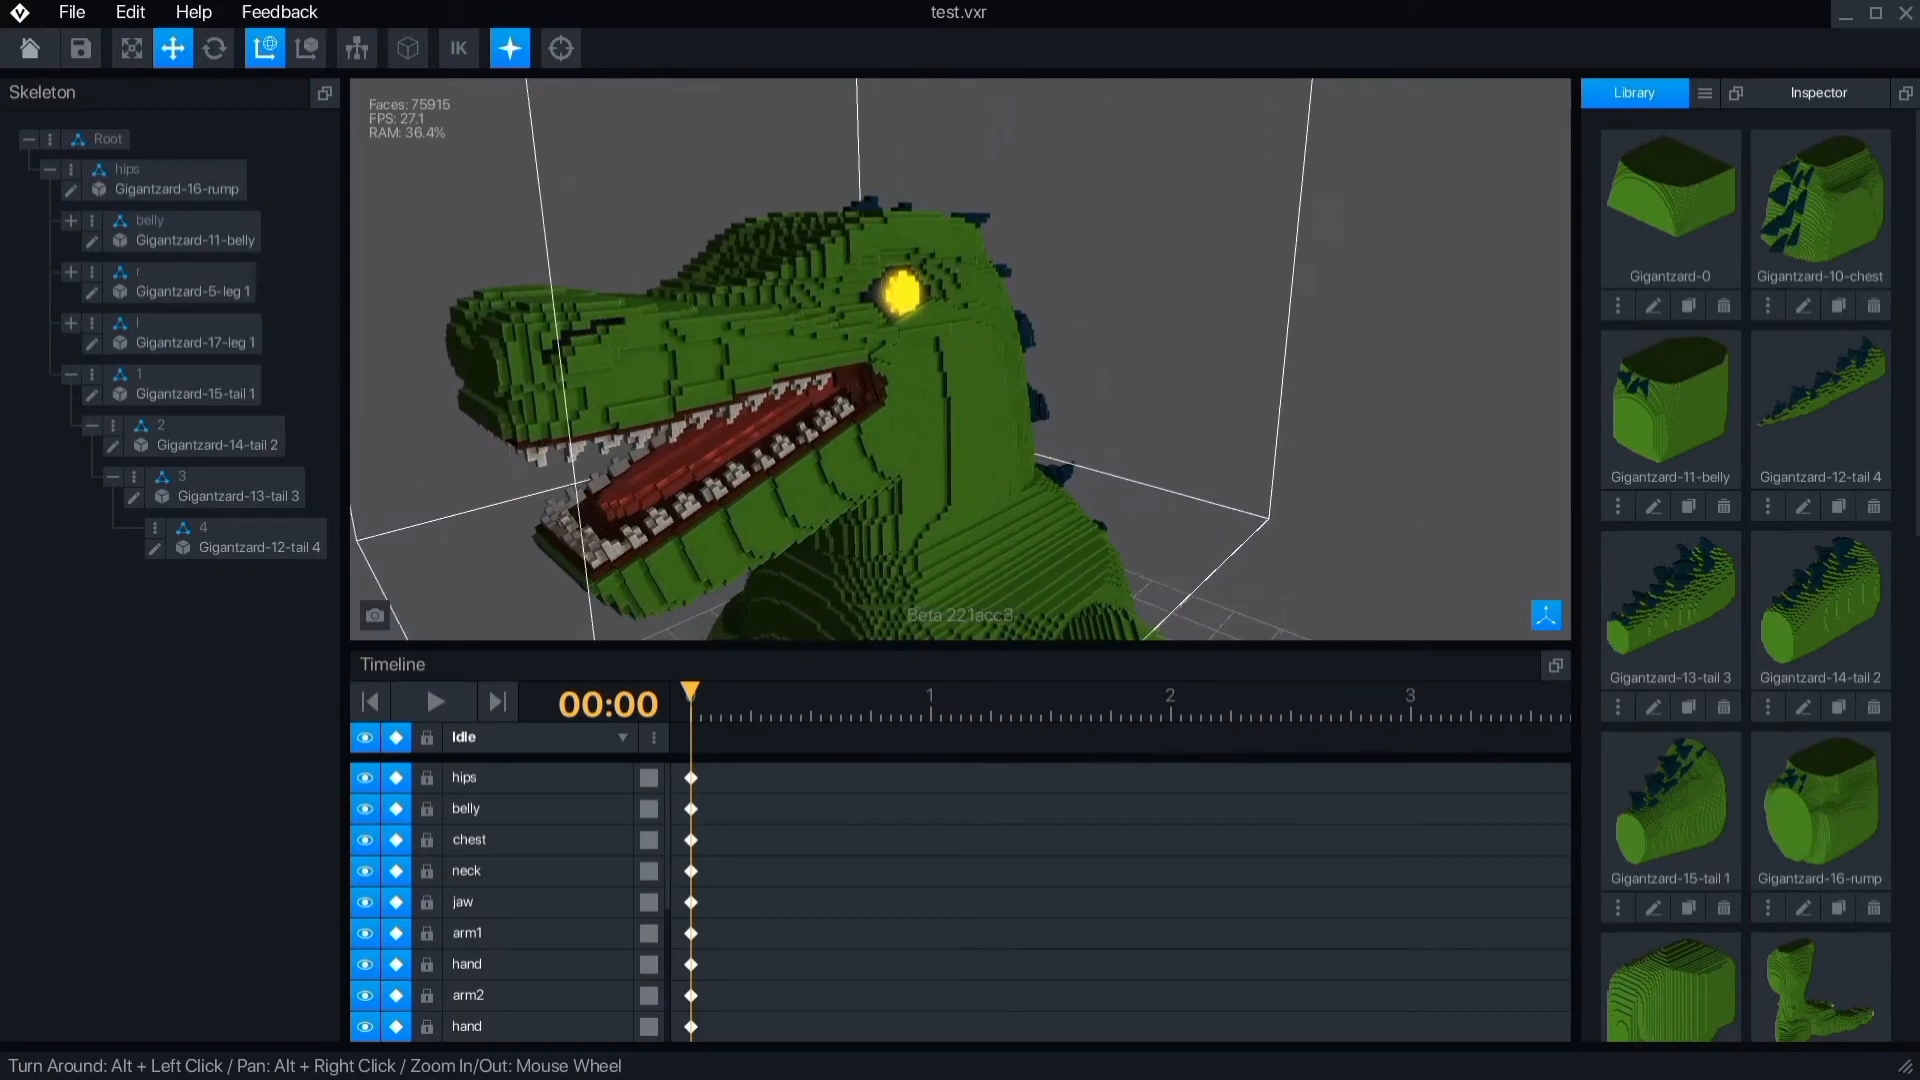 File Edit Help Feedback
test.vxr
IK
Skeleton
Root
hips
Gigantzard-16-rump
belly
Gigantzard-11-belly
r
Gigantzard-5-leg 1
l
Gigantzard-17-leg 1
1
Gigantzard-15-tail 1
2
Gigantzard-14-tail 2
3
Gigantzard-13-tail 3
4
Gigantzard-12-tail 4
Faces: 75915
FPS: 27.1
RAM: 36.4%
Beta 221acc3
Timeline
00:00
1 2 3
Idle
hips
belly
chest
neck
jaw
arm1
hand
arm2
hand
Library
Inspector
Gigantzard-0
Gigantzard-10-chest
Gigantzard-11-belly
Gigantzard-12-tail 4
Gigantzard-13-tail 3
Gigantzard-14-tail 2
Gigantzard-15-tail 1
Gigantzard-16-rump
Turn Around: Alt + Left Click / Pan: Alt + Right Click / Zoom In/Out: Mouse Wheel